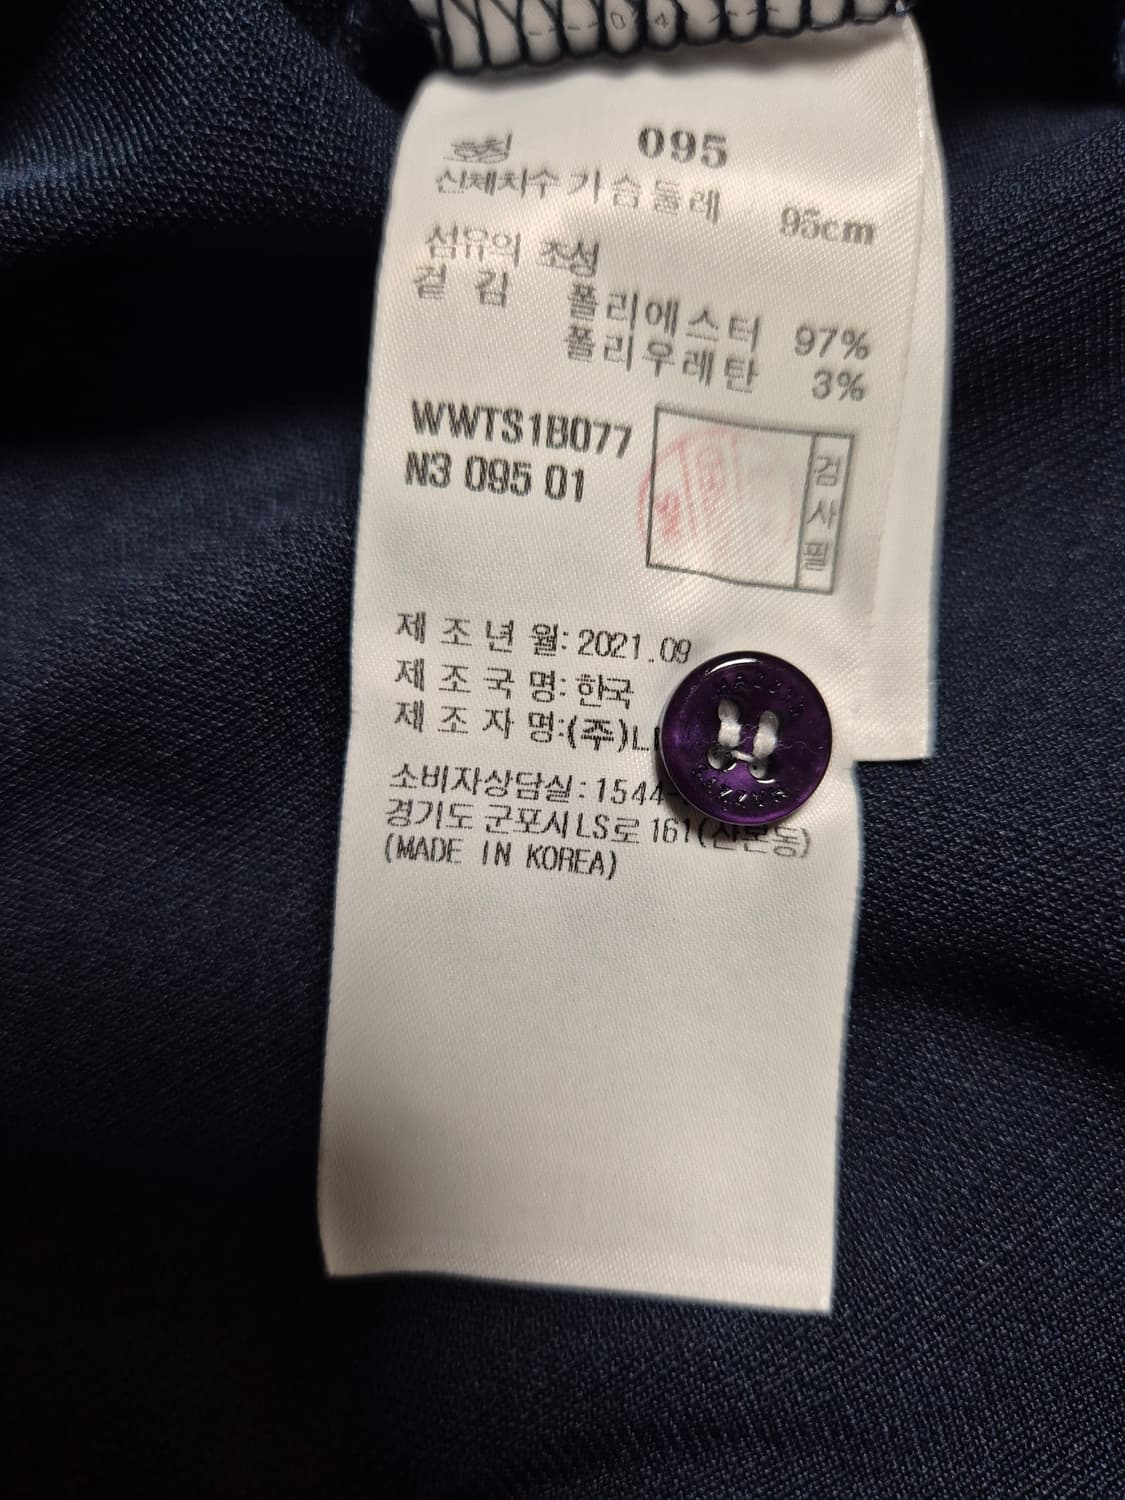 호칭 095
신체치수 가슴둘레 95cm
섬유의 조성
겉 감 폴리에스터 97%
폴리우레탄 3%
WWTS1B077
N3 095 01
검사필
제 조 년 월: 2021.09
제 조 국 명: 한국
제 조 자 명:(주)L
소비자상담실:1544
경기도 군포시 LS로 161(산본동)
(MADE IN KOREA)